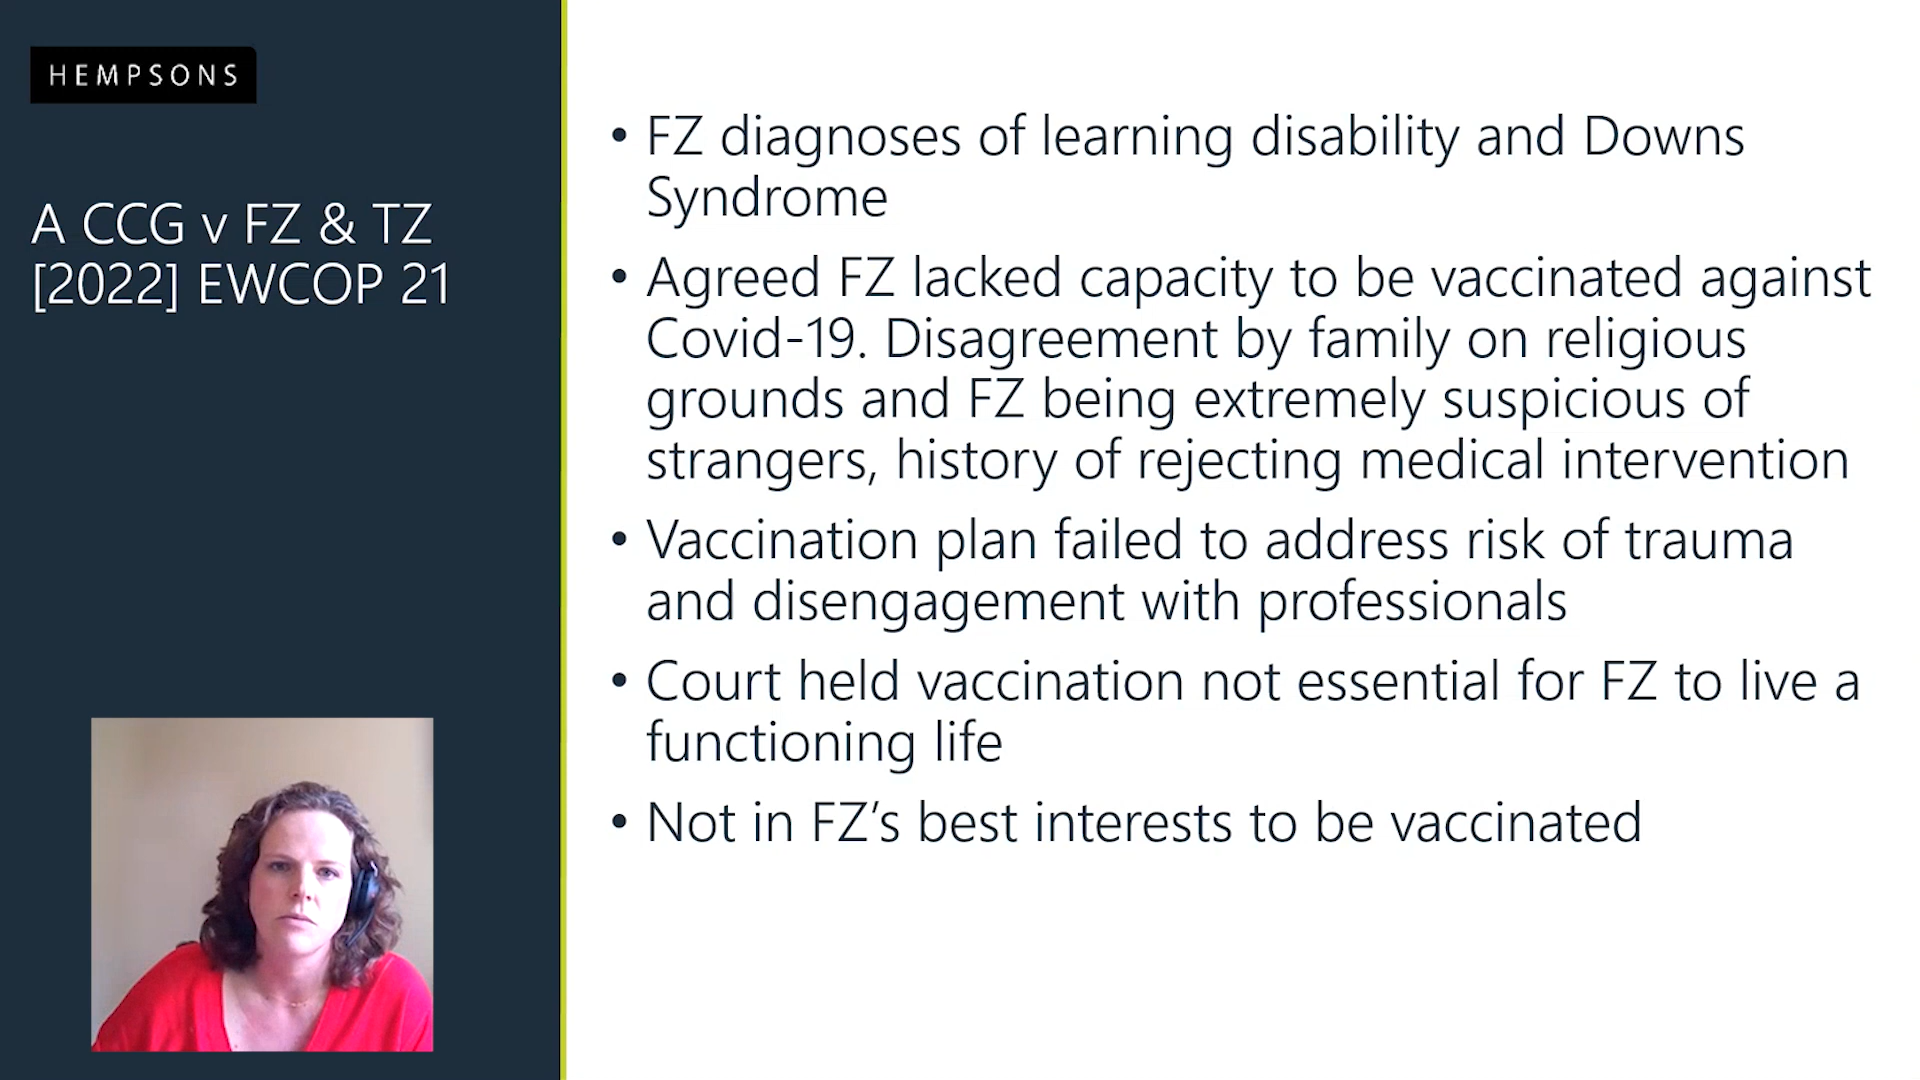 HEMPSONS
A CCG v FZ & TZ
[2022] EWCOP 21
• FZ diagnoses of learning disability and Downs
Syndrome
• Agreed FZ lacked capacity to be vaccinated against
Covid-19. Disagreement by family on religious
grounds and FZ being extremely suspicious of
strangers, history of rejecting medical intervention
• Vaccination plan failed to address risk of trauma
and disengagement with professionals
• Court held vaccination not essential for FZ to live a
functioning life
• Not in FZ’s best interests to be vaccinated